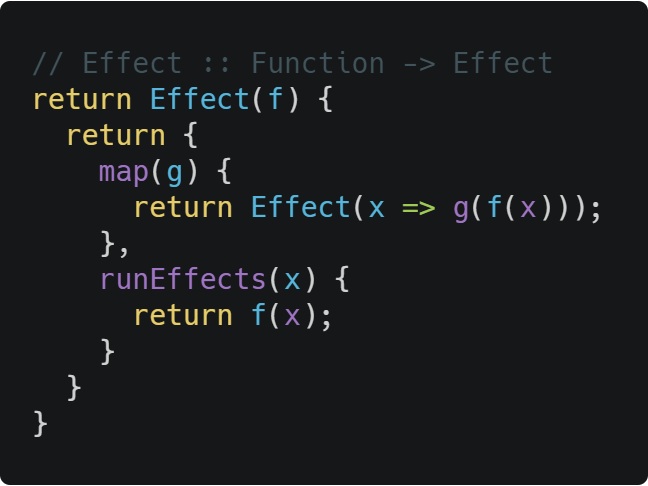 // Effect :: Function -> Effect
return Effect(f) {
  return {
    map(g) {
      return Effect(x => g(f(x)));
    },
    runEffects(x) {
      return f(x);
    }
  }
}